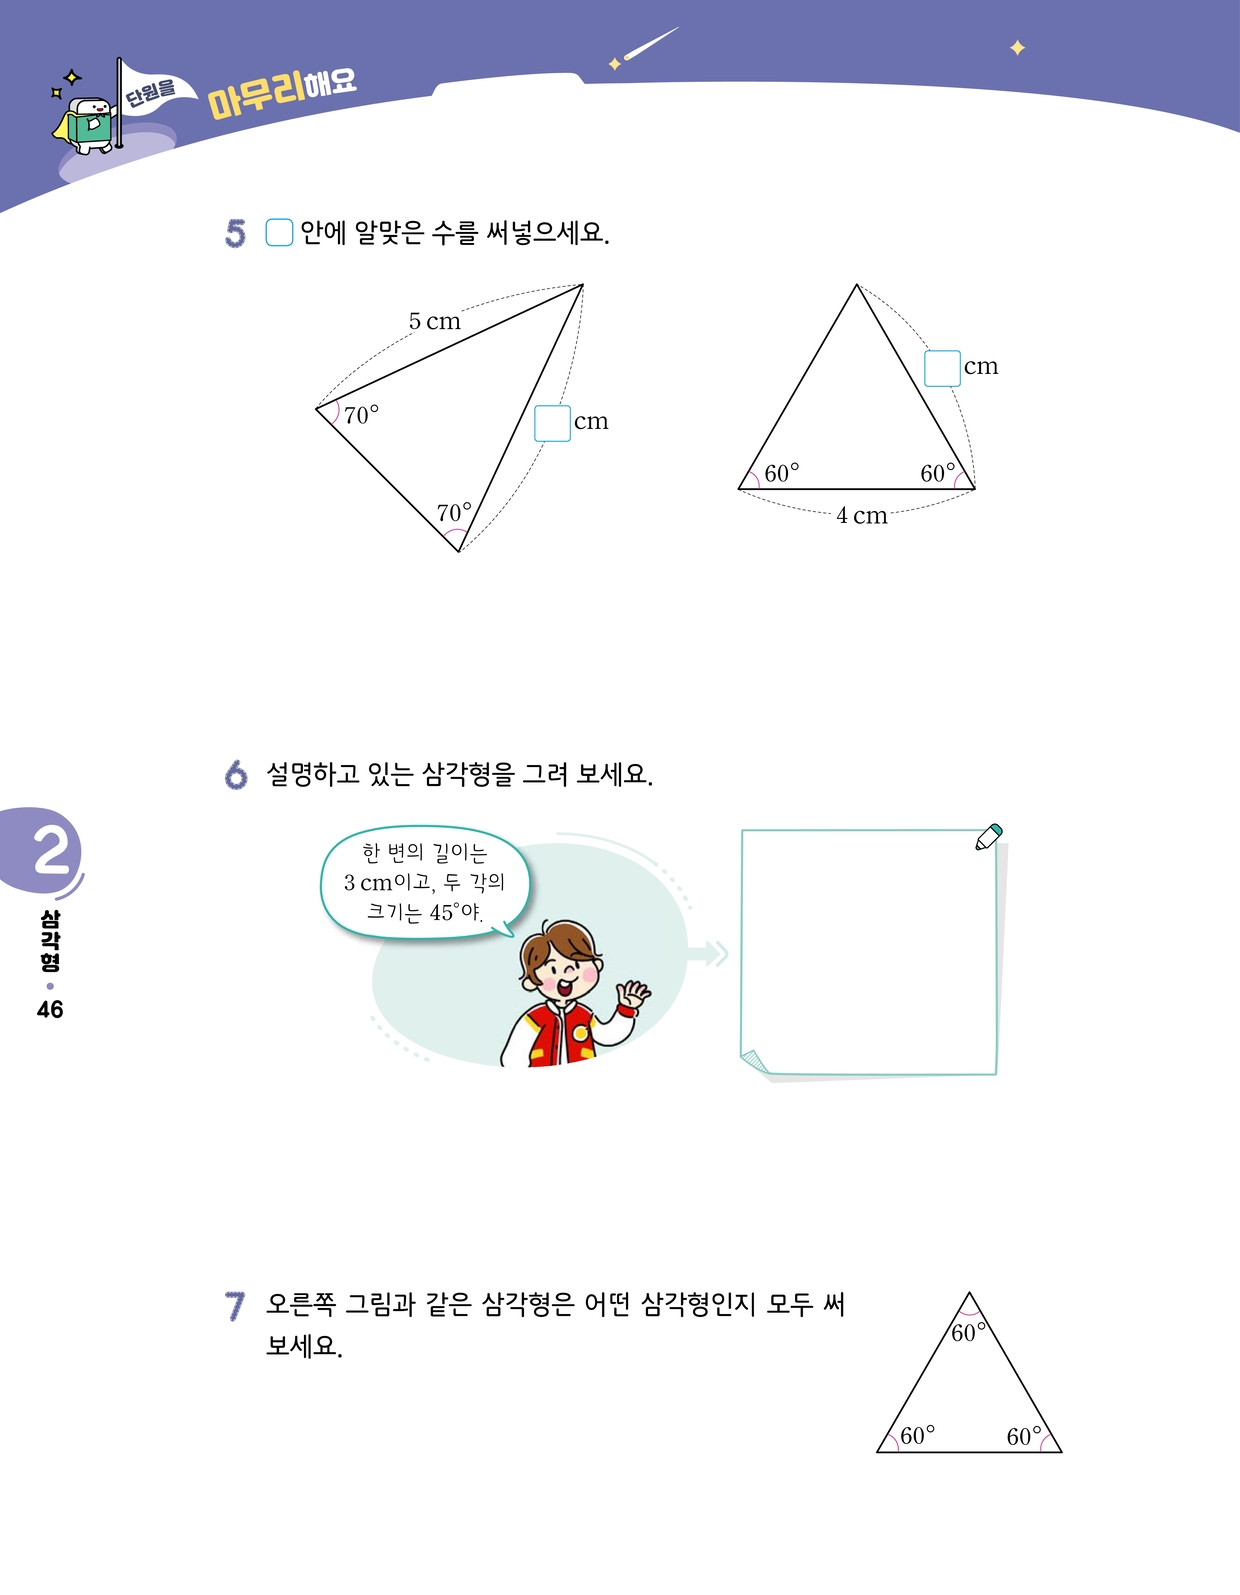 단원을 마무리해요
5 안에 알맞은 수를 써넣으세요.
5 cm
70°
70°
cm
60°
60°
cm
4 cm
6 설명하고 있는 삼각형을 그려 보세요.
한 변의 길이는
3 cm이고, 두 각의
크기는 45°야.
2
삼각형
46
7 오른쪽 그림과 같은 삼각형은 어떤 삼각형인지 모두 써
보세요.
60°
60°
60°